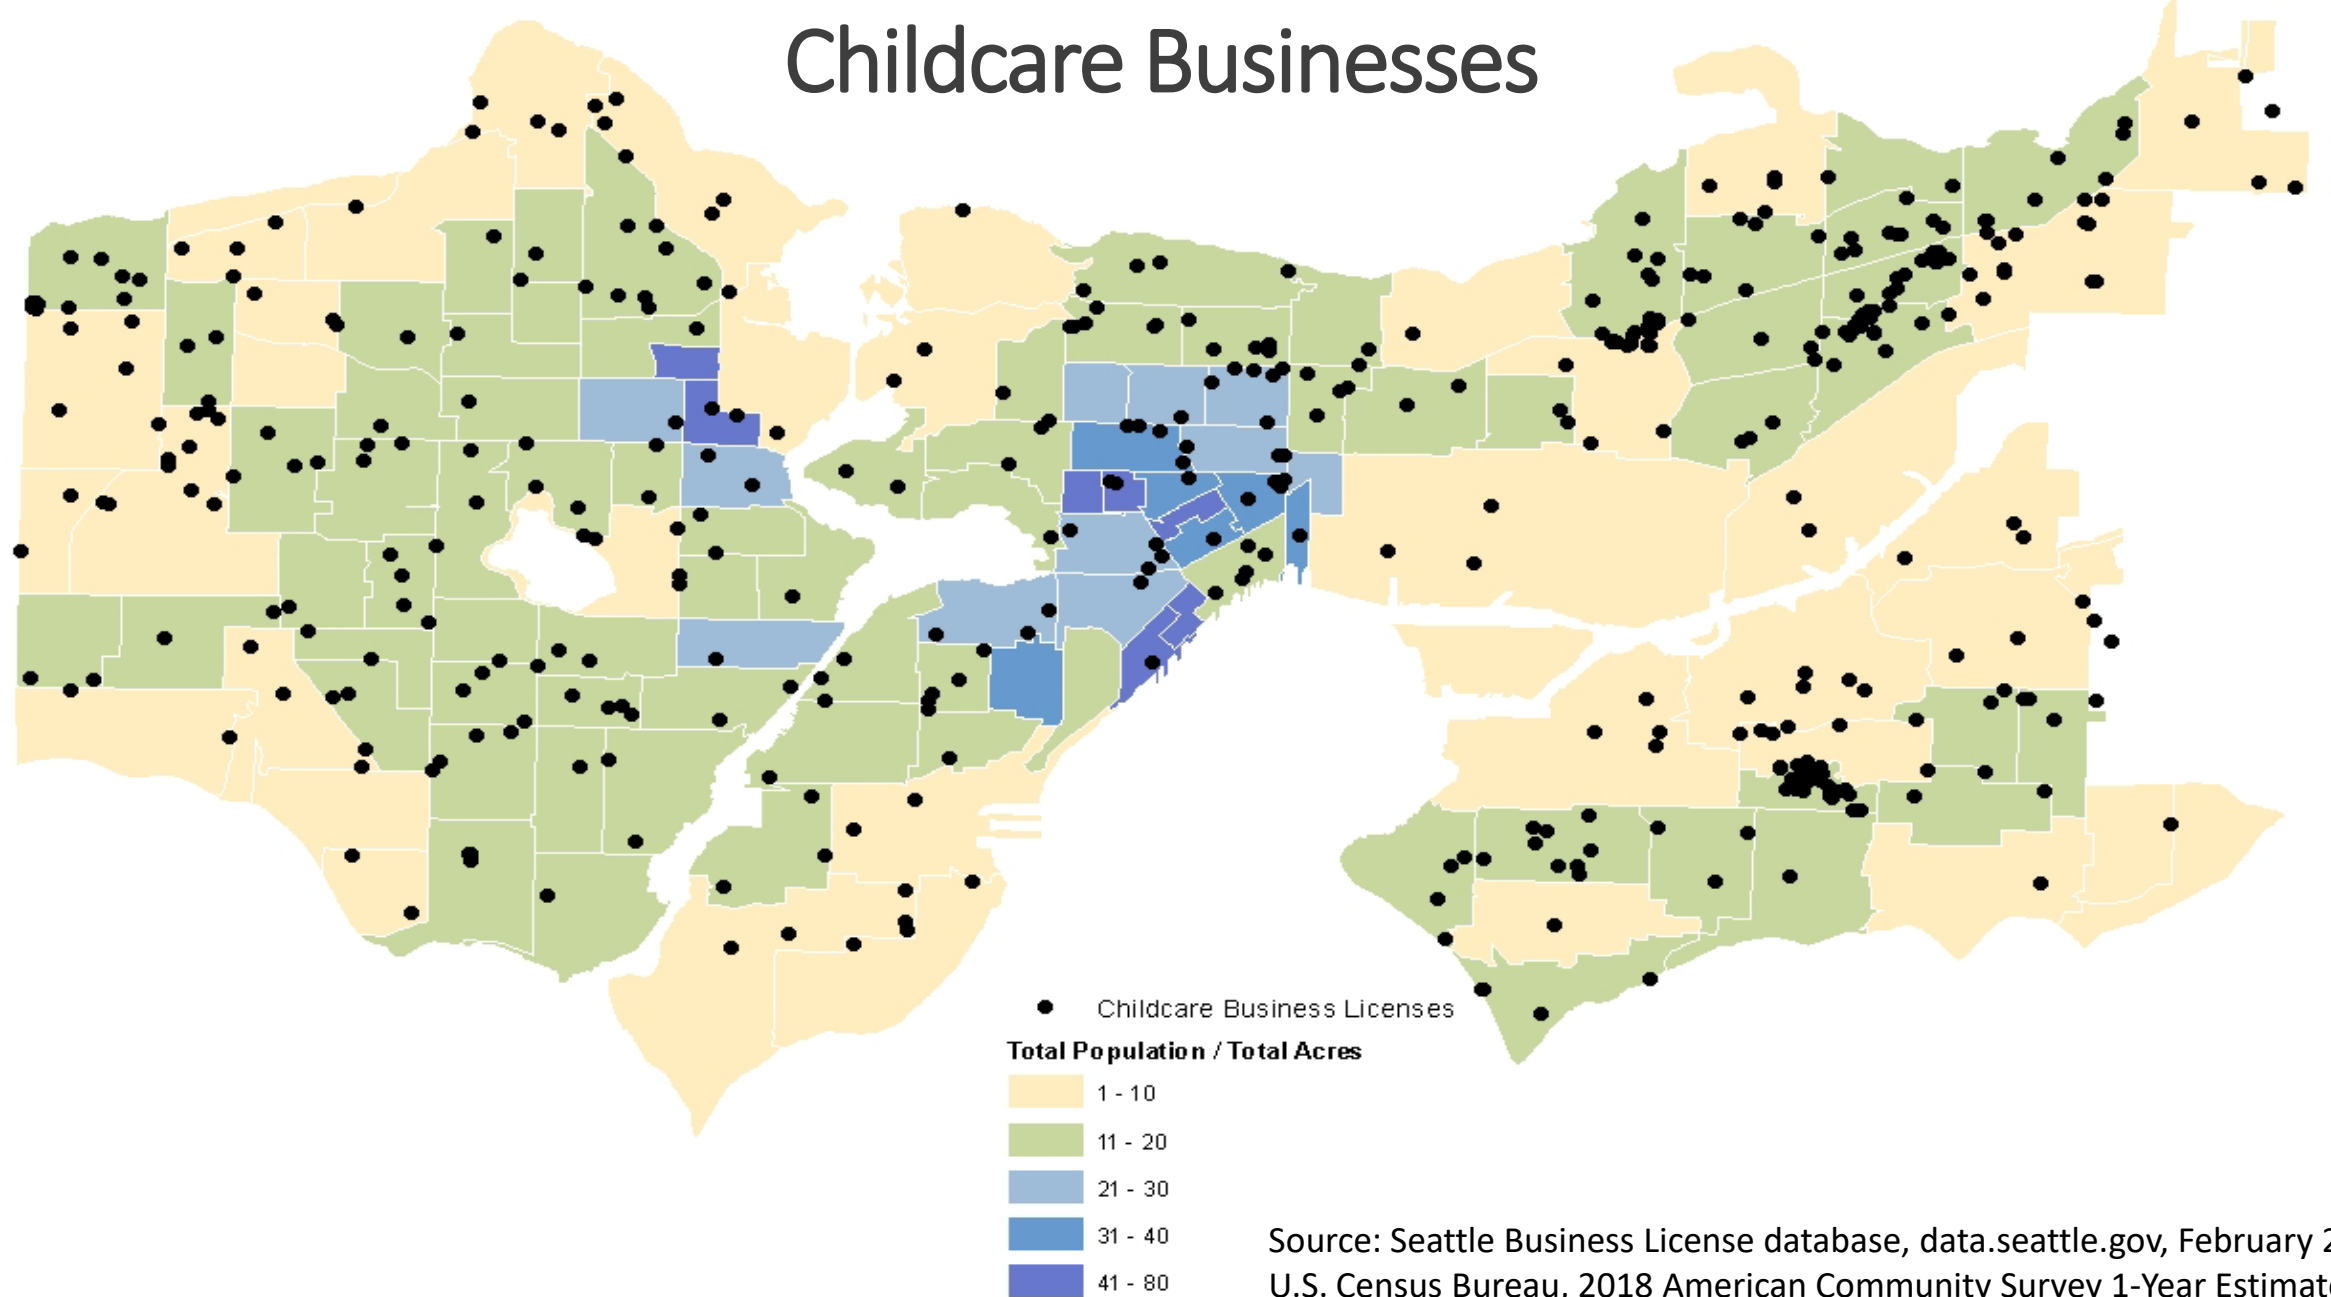 Childcare Businesses
Childcare Business Licenses
Total Population / Total Acres
1 - 10
11 - 20
21 - 30
31 - 40
41 - 80
Source: Seattle Business License database, data.seattle.gov, February
U.S. Census Bureau, 2018 American Community Survey 1-Year